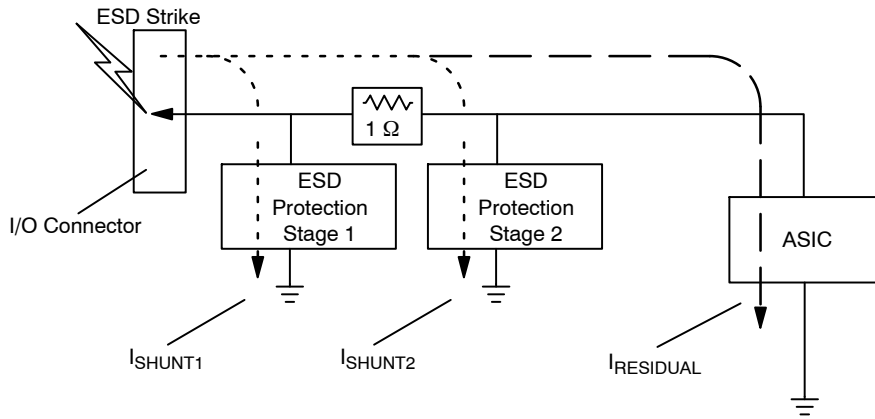 ESD Strike
1 Ω
ESD
Protection
Stage 1
ESD
Protection
Stage 2
ASIC
I/O Connector
ISHUNT1
ISHUNT2
IRESIDUAL